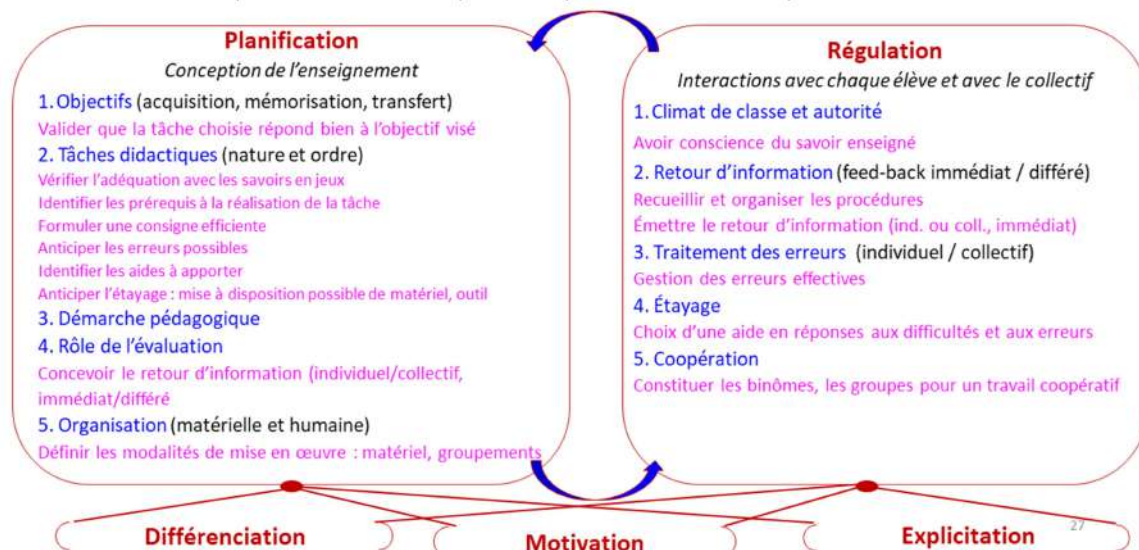 Planification
Conception de l'enseignement
1. Objectifs (acquisition, mémorisation, transfert)
Valider que la tâche choisie répond bien à l'objectif visé
2. Tâches didactiques (nature et ordre)
Vérifier l'adéquation avec les savoirs en jeux
Identifier les prérequis à la réalisation de la tâche
Formuler une consigne efficiente
Anticiper les erreurs possibles
Identifier les aides à apporter
Anticiper l'étayage : mise à disposition possible de matériel, outil
3. Démarche pédagogique
4. Rôle de l'évaluation
Concevoir le retour d'information (individuel/collectif,
immédiat/différé
5. Organisation (matérielle et humaine)
Définir les modalités de mise en œuvre : matériel, groupements
Régulation
Interactions avec chaque élève et avec le collectif
1. Climat de classe et autorité
Avoir conscience du savoir enseigné
2. Retour d'information (feed-back immédiat / différé)
Recueillir et organiser les procédures
Émettre le retour d'information (ind. ou coll., immédiat)
3. Traitement des erreurs (individuel / collectif)
Gestion des erreurs effectives
4. Étayage
Choix d'une aide en réponses aux difficultés et aux erreurs
5. Coopération
Constituer les binômes, les groupes pour un travail coopératif
Différenciation
Motivation
Explicitation
27